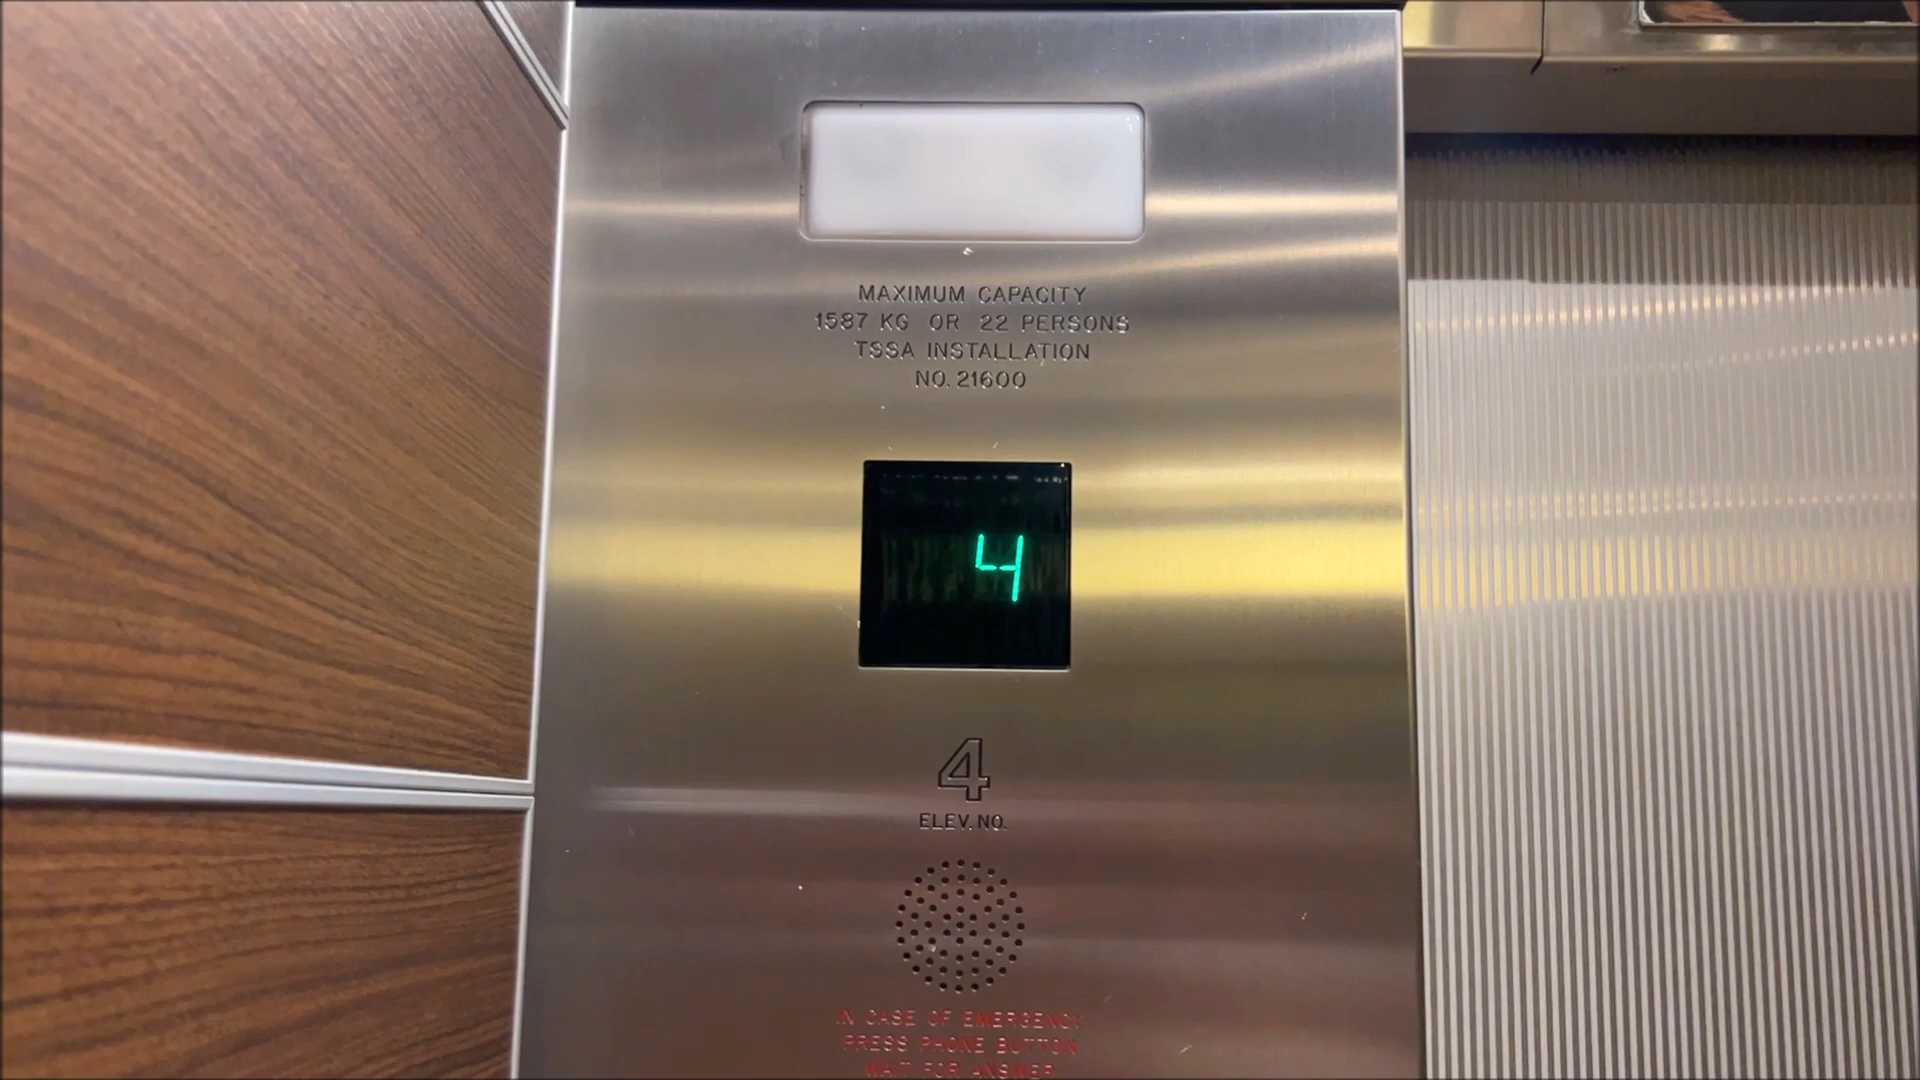 MAXIMUM CAPACITY
1587 KG OR 22 PERSONS
TSSA INSTALLATION
NO. 21600
4
4
ELEV. NO.
IN CASE OF EMERGENCY
PRESS PHONE BUTTON
WAIT FOR ANSWER